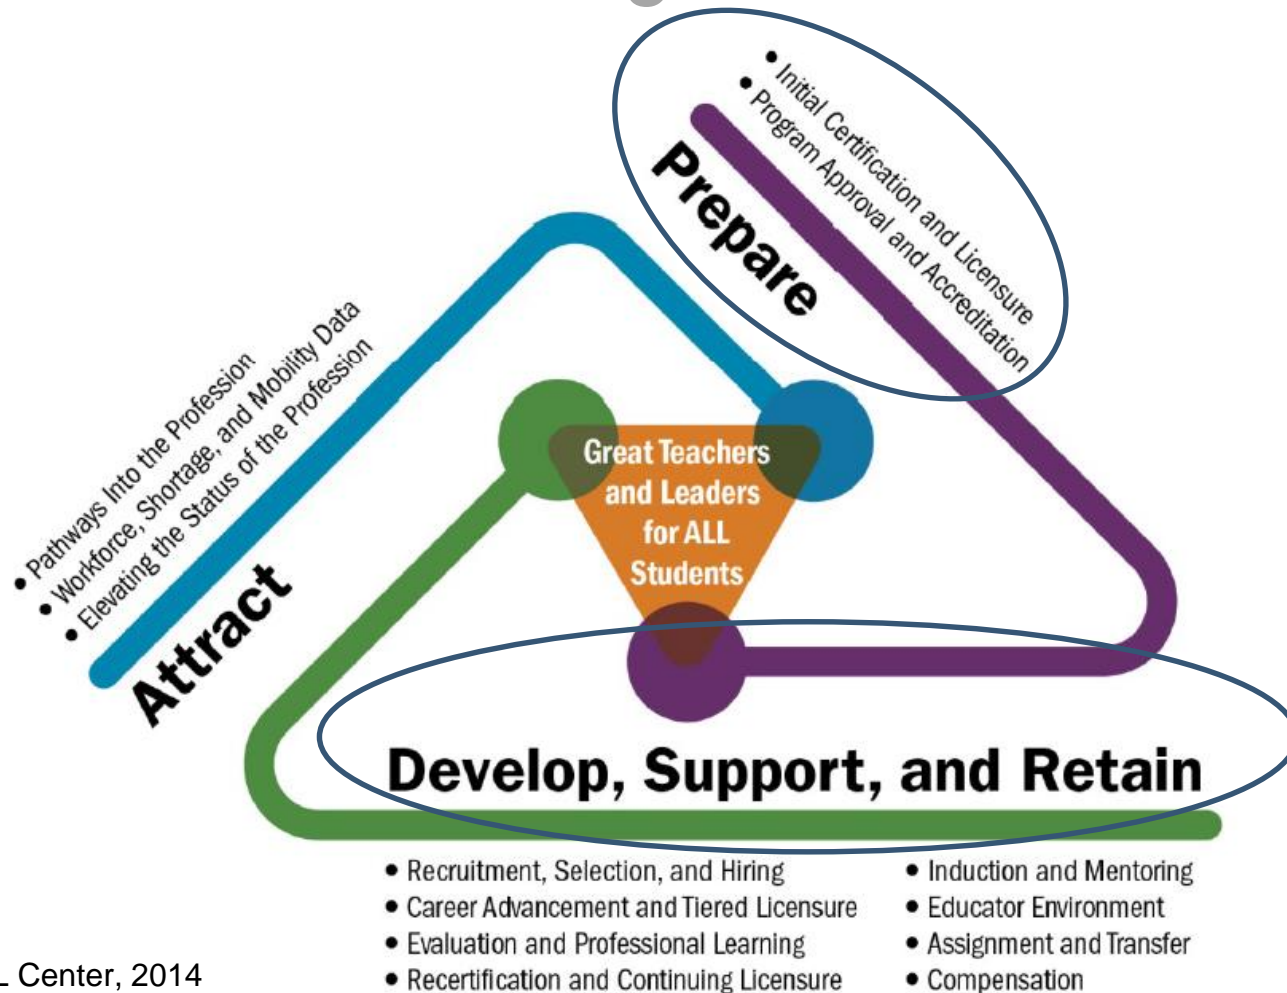 • Initial Certification and Licensure
• Program Approval and Accreditation
Prepare
• Pathways Into the Profession
• Workforce, Shortage, and Mobility Data
• Elevating the Status of the Profession
Attract
Great Teachers
and Leaders
for ALL
Students
Develop, Support, and Retain
• Recruitment, Selection, and Hiring
• Career Advancement and Tiered Licensure
• Evaluation and Professional Learning
• Recertification and Continuing Licensure
• Induction and Mentoring
• Educator Environment
• Assignment and Transfer
• Compensation
Center, 2014